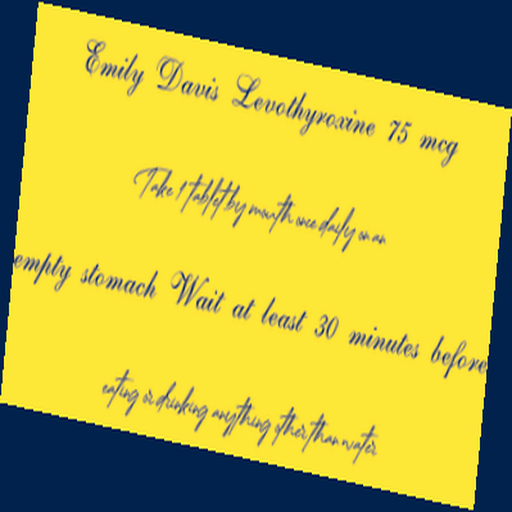 Emily Davis Levothyroxine 75 mcg
Take 1 tablet by mouth once daily on an
empty stomach Wait at least 30 minutes before
eating or drinking anything other than water